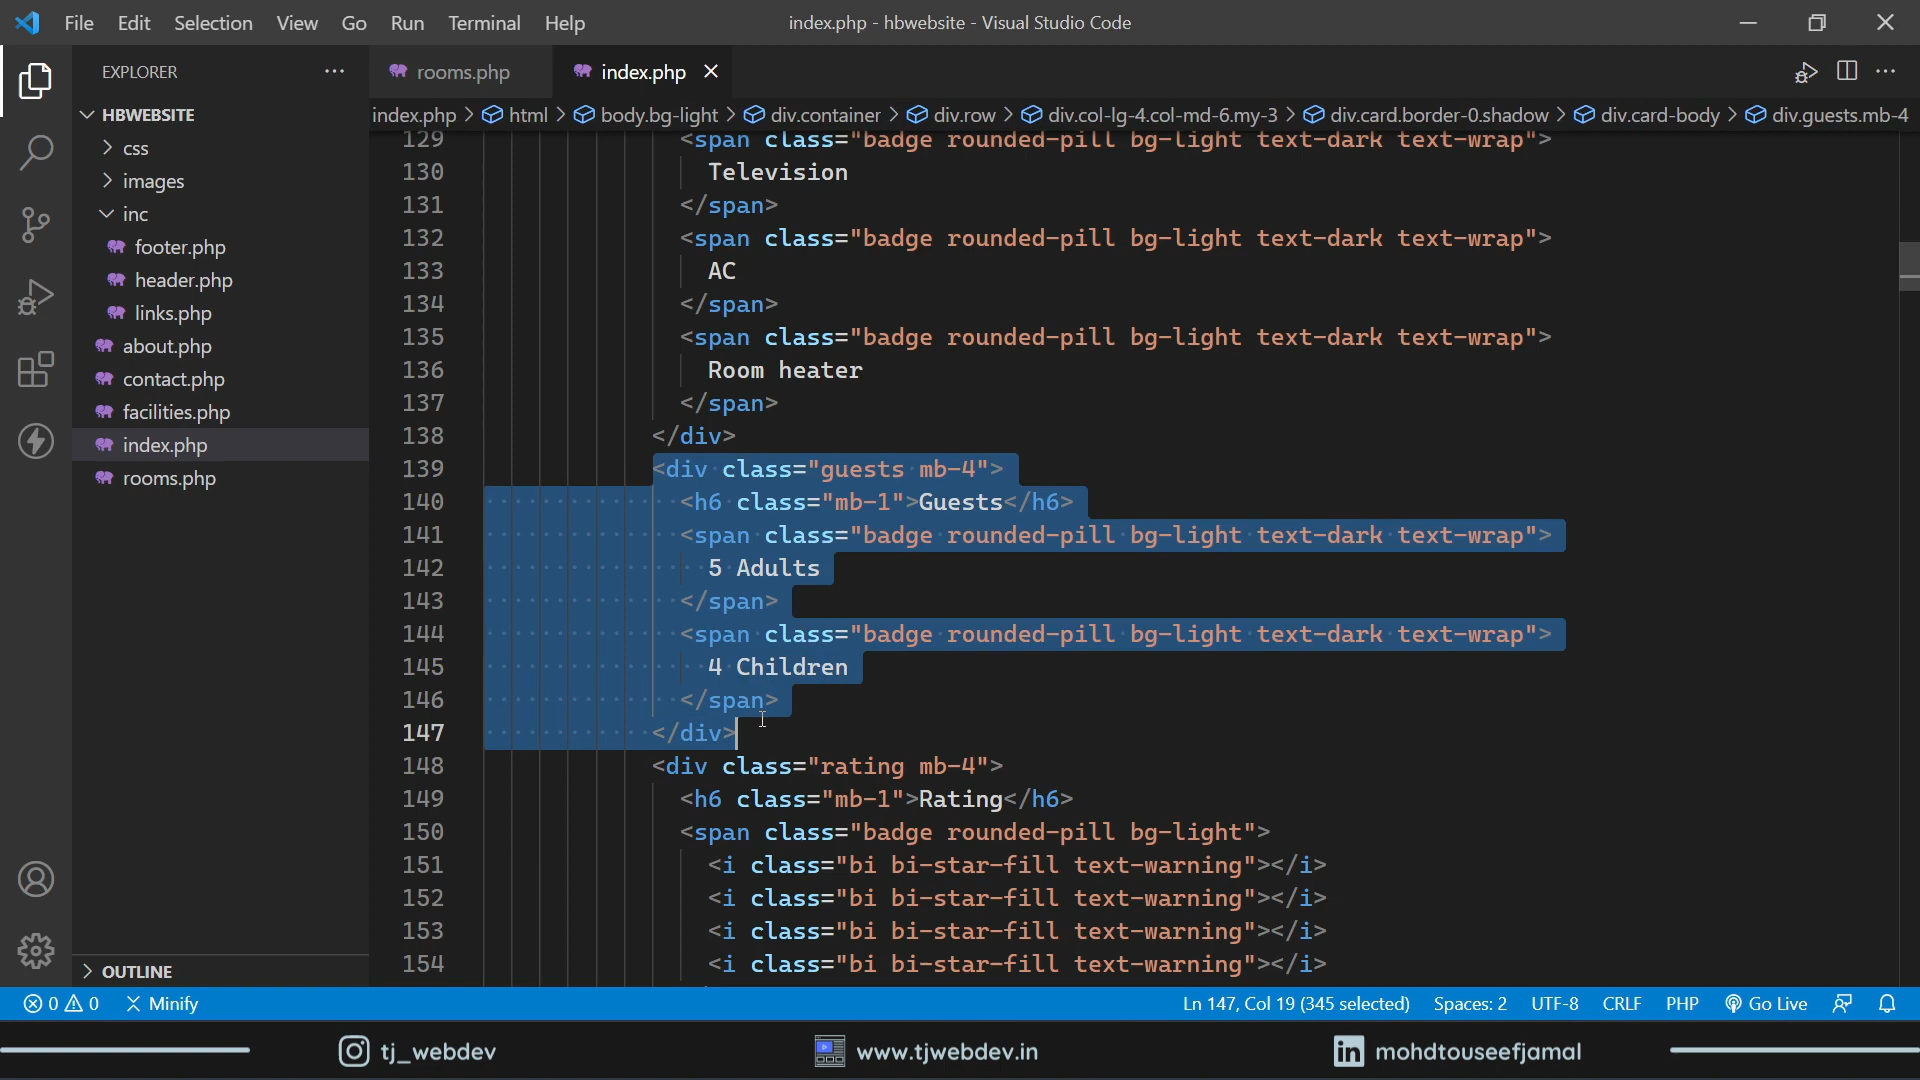 File Edit Selection View Go Run Terminal Help
index.php - hbwebsite - Visual Studio Code
EXPLORER
rooms.php
index.php
HBWEBSITE
index.php > html > body.bg-light > div.container > div.row > div.col-lg-4.col-md-6.my-3 > div.card.border-0.shadow > div.card-body > div.guests.mb-4
css
images
inc
footer.php
header.php
links.php
about.php
contact.php
facilities.php
index.php
rooms.php
OUTLINE
129 <span class="badge rounded-pill bg-light text-dark text-wrap">
130 Television
131 </span>
132 <span class="badge rounded-pill bg-light text-dark text-wrap">
133 AC
134 </span>
135 <span class="badge rounded-pill bg-light text-dark text-wrap">
136 Room heater
137 </span>
138 </div>
139 <div class="guests mb-4">
140 <h6 class="mb-1">Guests</h6>
141 <span class="badge rounded-pill bg-light text-dark text-wrap">
142 5 Adults
143 </span>
144 <span class="badge rounded-pill bg-light text-dark text-wrap">
145 4 Children
146 </span>
147 </div>
148 <div class="rating mb-4">
149 <h6 class="mb-1">Rating</h6>
150 <span class="badge rounded-pill bg-light">
151 <i class="bi bi-star-fill text-warning"></i>
152 <i class="bi bi-star-fill text-warning"></i>
153 <i class="bi bi-star-fill text-warning"></i>
154 <i class="bi bi-star-fill text-warning"></i>
0 0 Minify
Ln 147, Col 19 (345 selected) Spaces: 2 UTF-8 CRLF PHP Go Live
tj_webdev
www.tjwebdev.in
mohdtouseefjamal